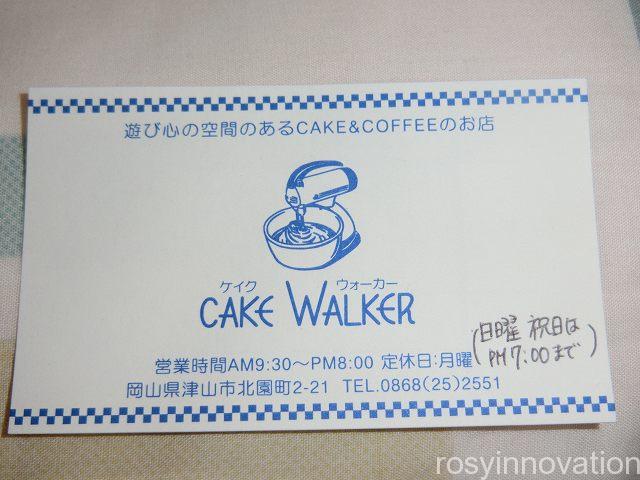 遊び心の空間のあるCAKE&COFFEEのお店
ケイク ウォーカー
CAKE WALKER
(日曜 祝日は
PM7:00まで)
営業時間AM9:30～PM8:00 定休日:月曜
岡山県津山市北園町2-21 TEL.0868(25)2551
rosyinnovation